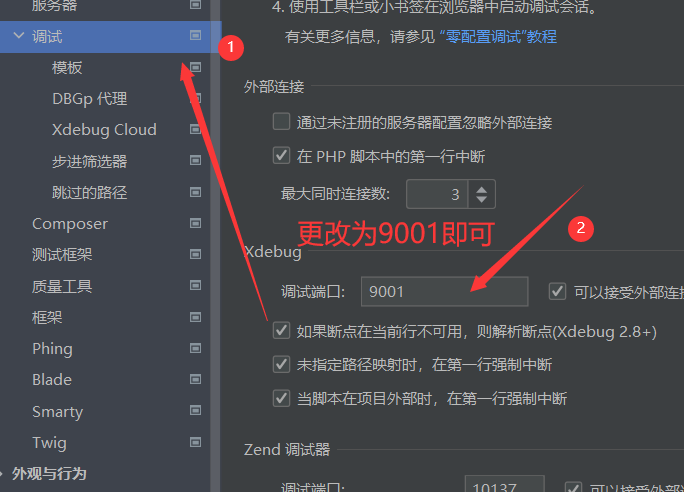 服务器
调试
模板
DBGp 代理
Xdebug Cloud
步进筛选器
跳过的路径
Composer
测试框架
质量工具
框架
Phing
Blade
Smarty
Twig
外观与行为
1
4. 使用工具栏或小书签在浏览器中启动调试会话。
有关更多信息，请参见 “零配置调试”教程
外部连接
通过未注册的服务器配置忽略外部连接
在 PHP 脚本中的第一行中断
最大同时连接数: 3
更改为9001即可
2
Xdebug
调试端口: 9001 可以接受外部连接
如果断点在当前行不可用，则解析断点(Xdebug 2.8+)
未指定路径映射时，在第一行强制中断
当脚本在项目外部时，在第一行强制中断
Zend 调试器
调试端口: 10137 可以接受外部连